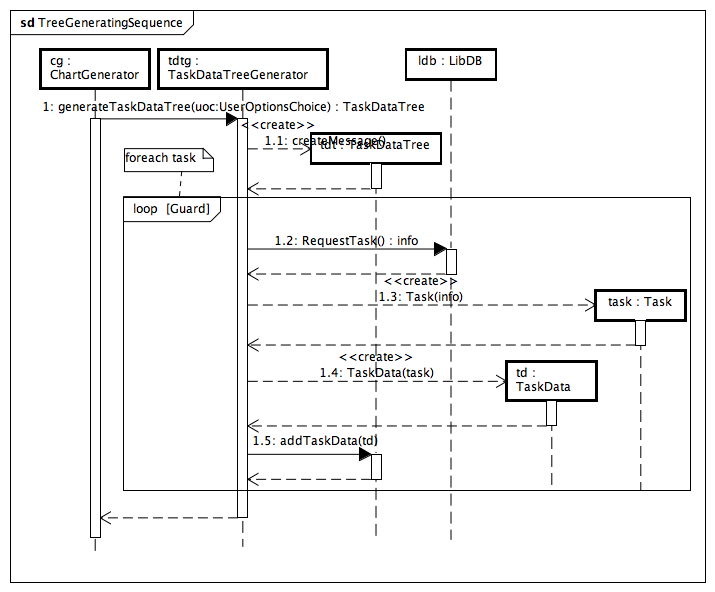 sd TreeGeneratingSequence
cg :
ChartGenerator
tdtg :
TaskDataTreeGenerator
ldb : LibDB
1: generateTaskDataTree(uoc:UserOptionsChoice) : TaskDataTree
<<create>>
1.1: createMessage()
tdt : TaskDataTree
foreach task
loop [Guard]
1.2: RequestTask() : info
<<create>>
1.3: Task(info)
task : Task
<<create>>
1.4: TaskData(task)
td :
TaskData
1.5: addTaskData(td)